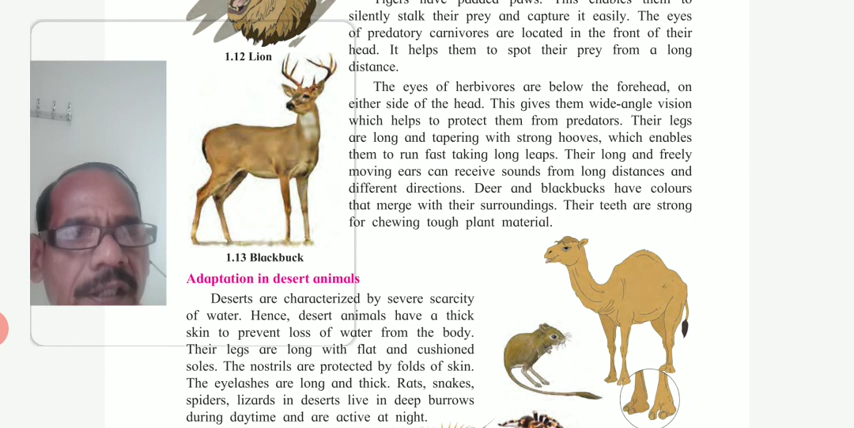 Tigers have padded paws. This enables them to
silently stalk their prey and capture it easily. The eyes
of predatory carnivores are located in the front of their
head. It helps them to spot their prey from a long
distance.
1.12 Lion
The eyes of herbivores are below the forehead, on
either side of the head. This gives them wide-angle vision
which helps to protect them from predators. Their legs
are long and tapering with strong hooves, which enables
them to run fast taking long leaps. Their long and freely
moving ears can receive sounds from long distances and
different directions. Deer and blackbucks have colours
that merge with their surroundings. Their teeth are strong
for chewing tough plant material.
1.13 Blackbuck
Adaptation in desert animals
Deserts are characterized by severe scarcity
of water. Hence, desert animals have a thick
skin to prevent loss of water from the body.
Their legs are long with flat and cushioned
soles. The nostrils are protected by folds of skin.
The eyelashes are long and thick. Rats, snakes,
spiders, lizards in deserts live in deep burrows
during daytime and are active at night.